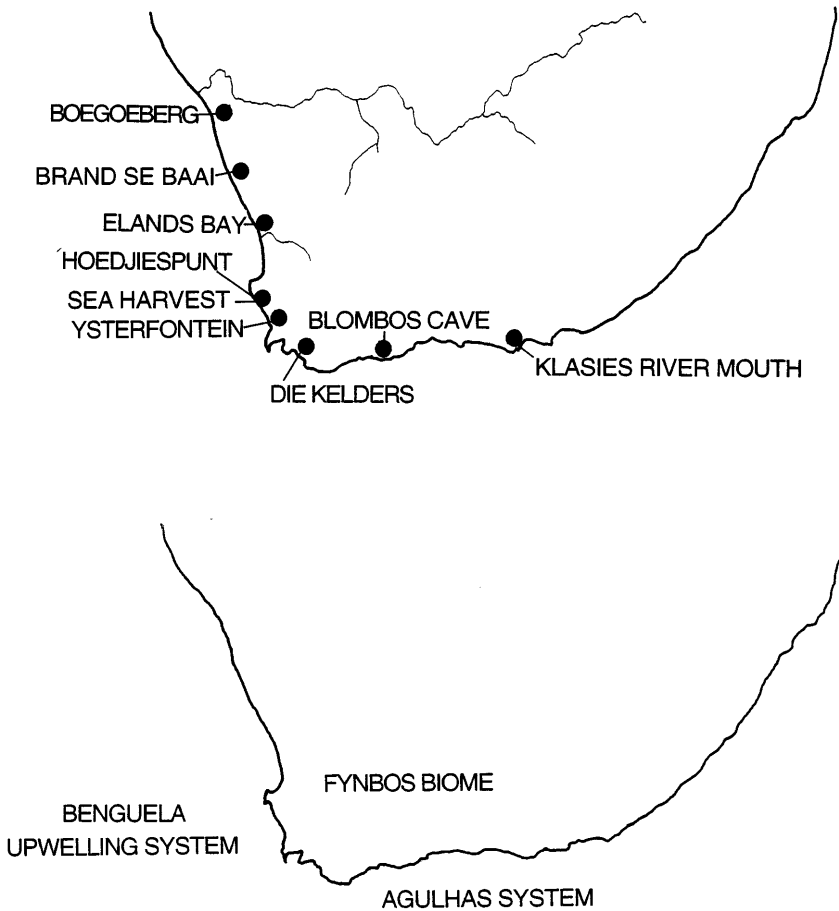 BOEGOEBERG
BRAND SE BAAI
ELANDS BAY
HOEDJIESPUNT
SEA HARVEST
YSTERFONTEIN
BLOMBOS CAVE
KLASIES RIVER MOUTH
DIE KELDERS
FYNBOS BIOME
BENGUELA
UPWELLING SYSTEM
AGULHAS SYSTEM